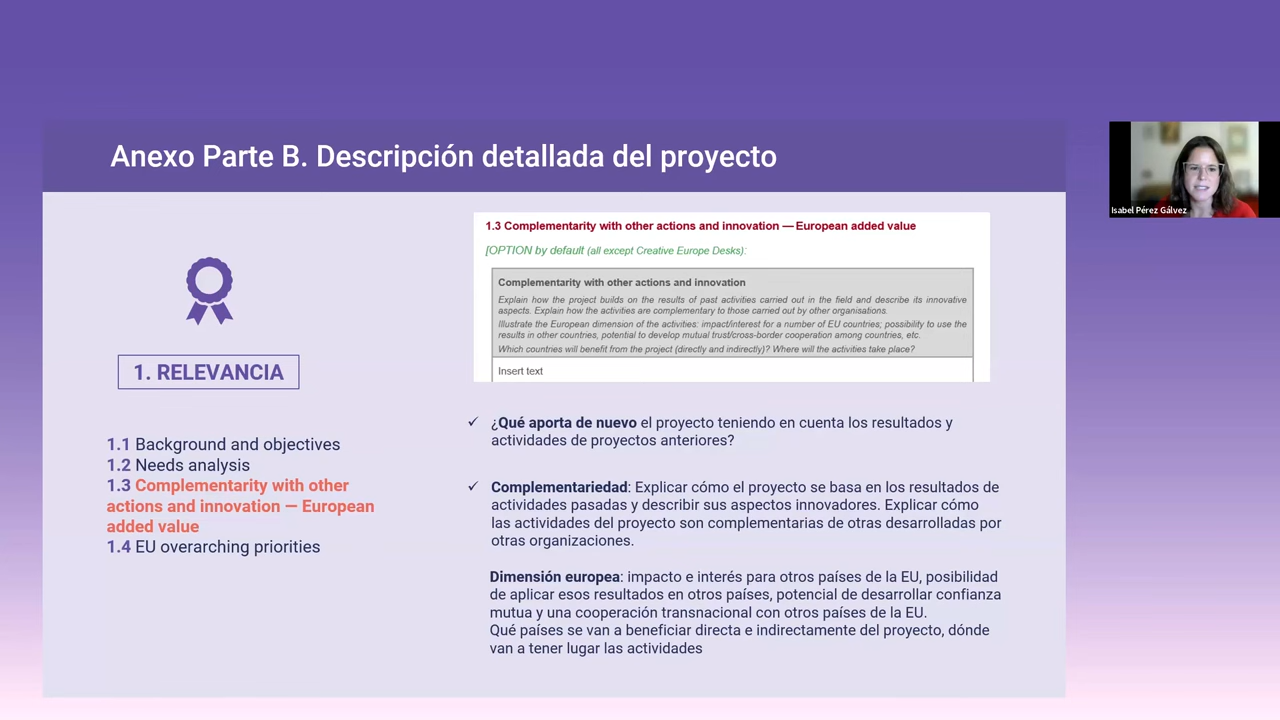 Anexo Parte B. Descripción detallada del proyecto
Isabel Pérez Gálvez
1. RELEVANCIA
1.1 Background and objectives
1.2 Needs analysis
1.3 Complementarity with other
actions and innovation — European
added value
1.4 EU overarching priorities
1.3 Complementarity with other actions and innovation — European added value
[OPTION by default (all except Creative Europe Desks):
Complementarity with other actions and innovation
Explain how the project builds on the results of past activities carried out in the field and describe its innovative
aspects. Explain how the activities are complementary to those carried out by other organisations.
Illustrate the European dimension of the activities: impact/interest for a number of EU countries; possibility to use the
results in other countries, potential to develop mutual trust/cross-border cooperation among countries, etc.
Which countries will benefit from the project (directly and indirectly)? Where will the activities take place?
Insert text
✓ ¿Qué aporta de nuevo el proyecto teniendo en cuenta los resultados y
actividades de proyectos anteriores?
✓ Complementariedad: Explicar cómo el proyecto se basa en los resultados de
actividades pasadas y describir sus aspectos innovadores. Explicar cómo
las actividades del proyecto son complementarias de otras desarrolladas por
otras organizaciones.
Dimensión europea: impacto e interés para otros países de la EU, posibilidad
de aplicar esos resultados en otros países, potencial de desarrollar confianza
mutua y una cooperación transnacional con otros países de la EU.
Qué países se van a beneficiar directa e indirectamente del proyecto, dónde
van a tener lugar las actividades